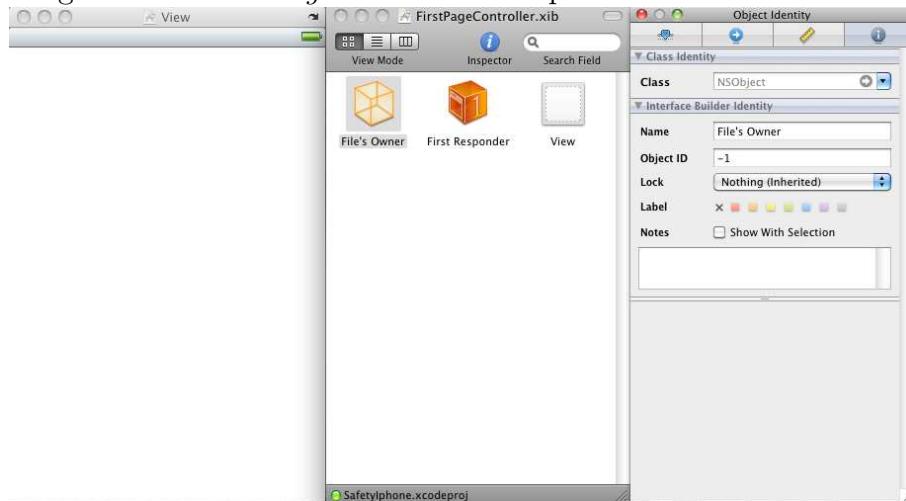 View
FirstPageController.xib
View Mode
Inspector
Search Field
File's Owner
First Responder
View
SafetyIphone.xcodeproj
Object Identity
Class Identity
Class NSObject
Interface Builder Identity
Name File's Owner
Object ID -1
Lock Nothing (Inherited)
Label
Notes Show With Selection